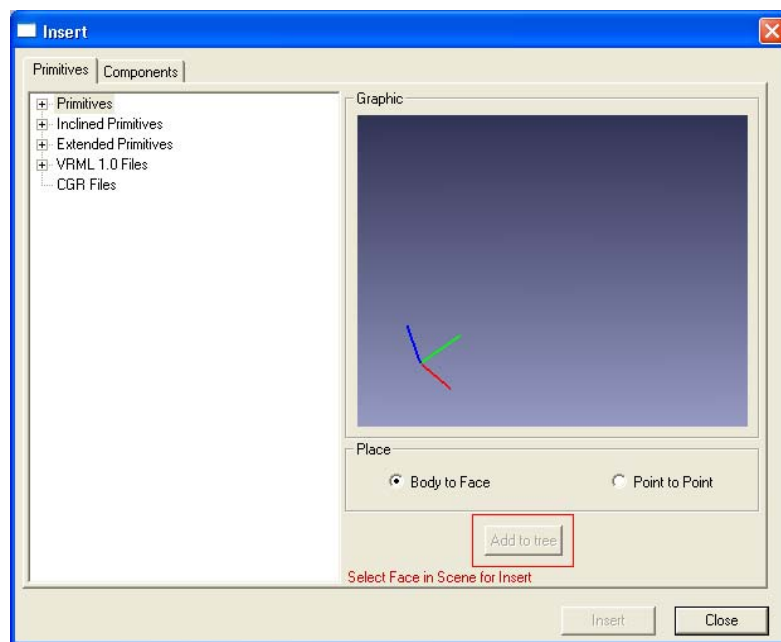 Insert
Primitives Components
Primitives
Inclined Primitives
Extended Primitives
VRML 1.0 Files
CGR Files
Graphic
Place
Body to Face Point to Point
Add to tree
Select Face in Scene for Insert
Insert Close